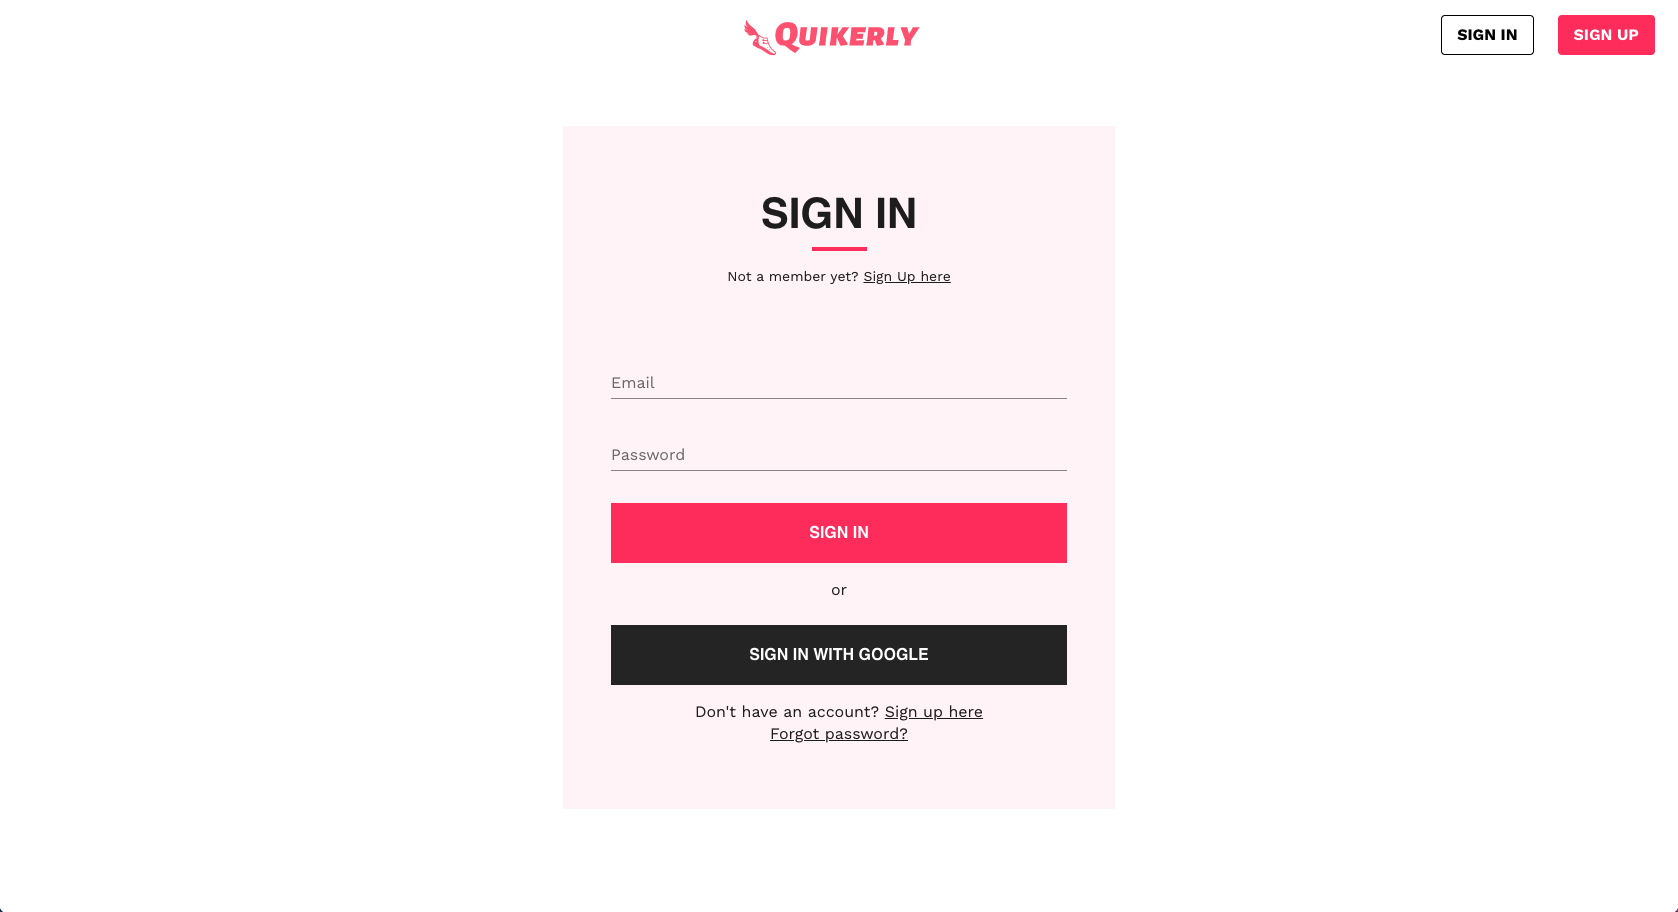 QUIKERLY
SIGN IN
SIGN UP
SIGN IN
Not a member yet? Sign Up here
Email
Password
SIGN IN
or
SIGN IN WITH GOOGLE
Don't have an account? Sign up here
Forgot password?